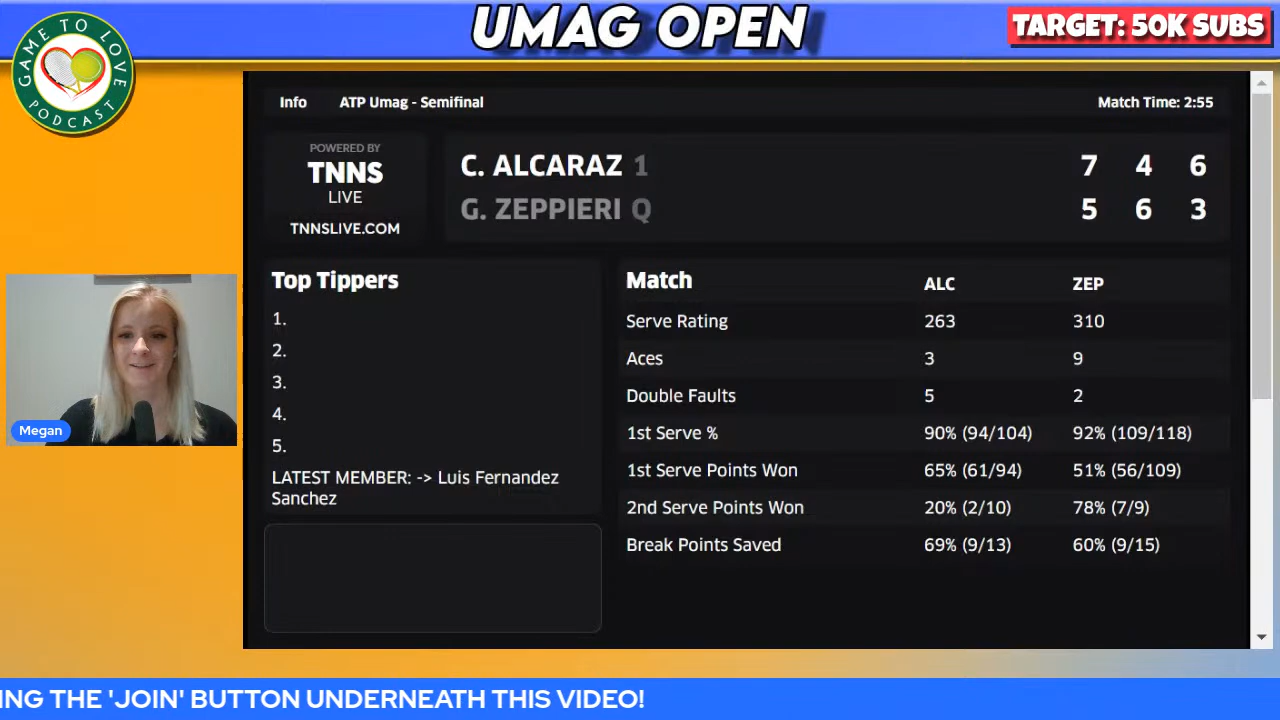 UMAG OPEN
TARGET: 50K SUBS
GAME TO LOVE
PODCAST
Info ATP Umag - Semifinal Match Time: 2:55
POWERED BY
TNNS
LIVE
TNNSLIVE.COM
C. ALCARAZ 1 7 4 6
G. ZEPPIERI Q 5 6 3
Top Tippers
1.
2.
3.
4.
5.
LATEST MEMBER: -> Luis Fernandez
Sanchez
Match ALC ZEP
Serve Rating 263 310
Aces 3 9
Double Faults 5 2
1st Serve % 90% (94/104) 92% (109/118)
1st Serve Points Won 65% (61/94) 51% (56/109)
2nd Serve Points Won 20% (2/10) 78% (7/9)
Break Points Saved 69% (9/13) 60% (9/15)
Megan
ING THE 'JOIN' BUTTON UNDERNEATH THIS VIDEO!